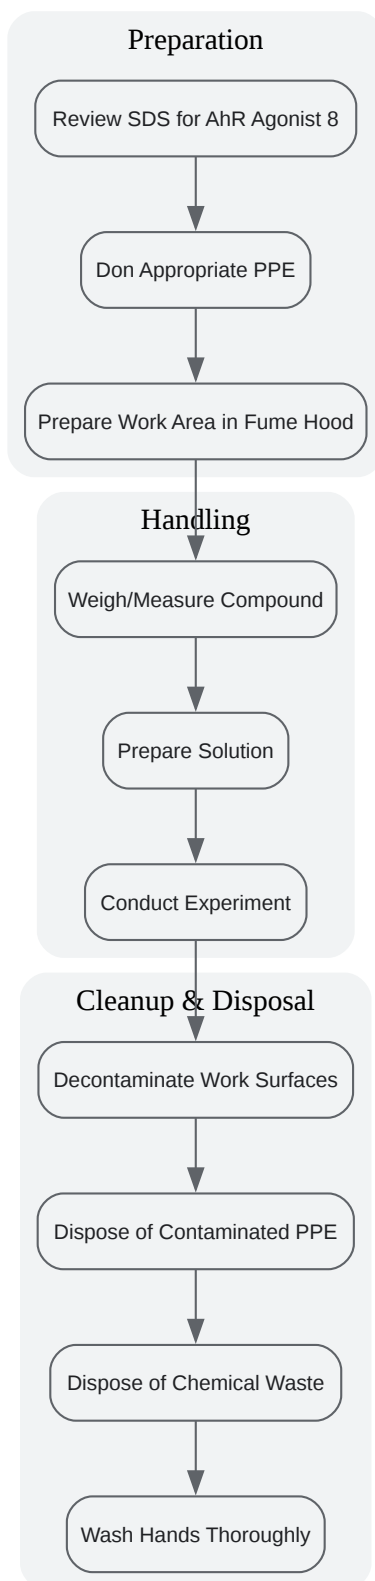 Preparation
Review SDS for AhR Agonist 8
Don Appropriate PPE
Prepare Work Area in Fume Hood
Handling
Weigh/Measure Compound
Prepare Solution
Conduct Experiment
Cleanup & Disposal
Decontaminate Work Surfaces
Dispose of Contaminated PPE
Dispose of Chemical Waste
Wash Hands Thoroughly